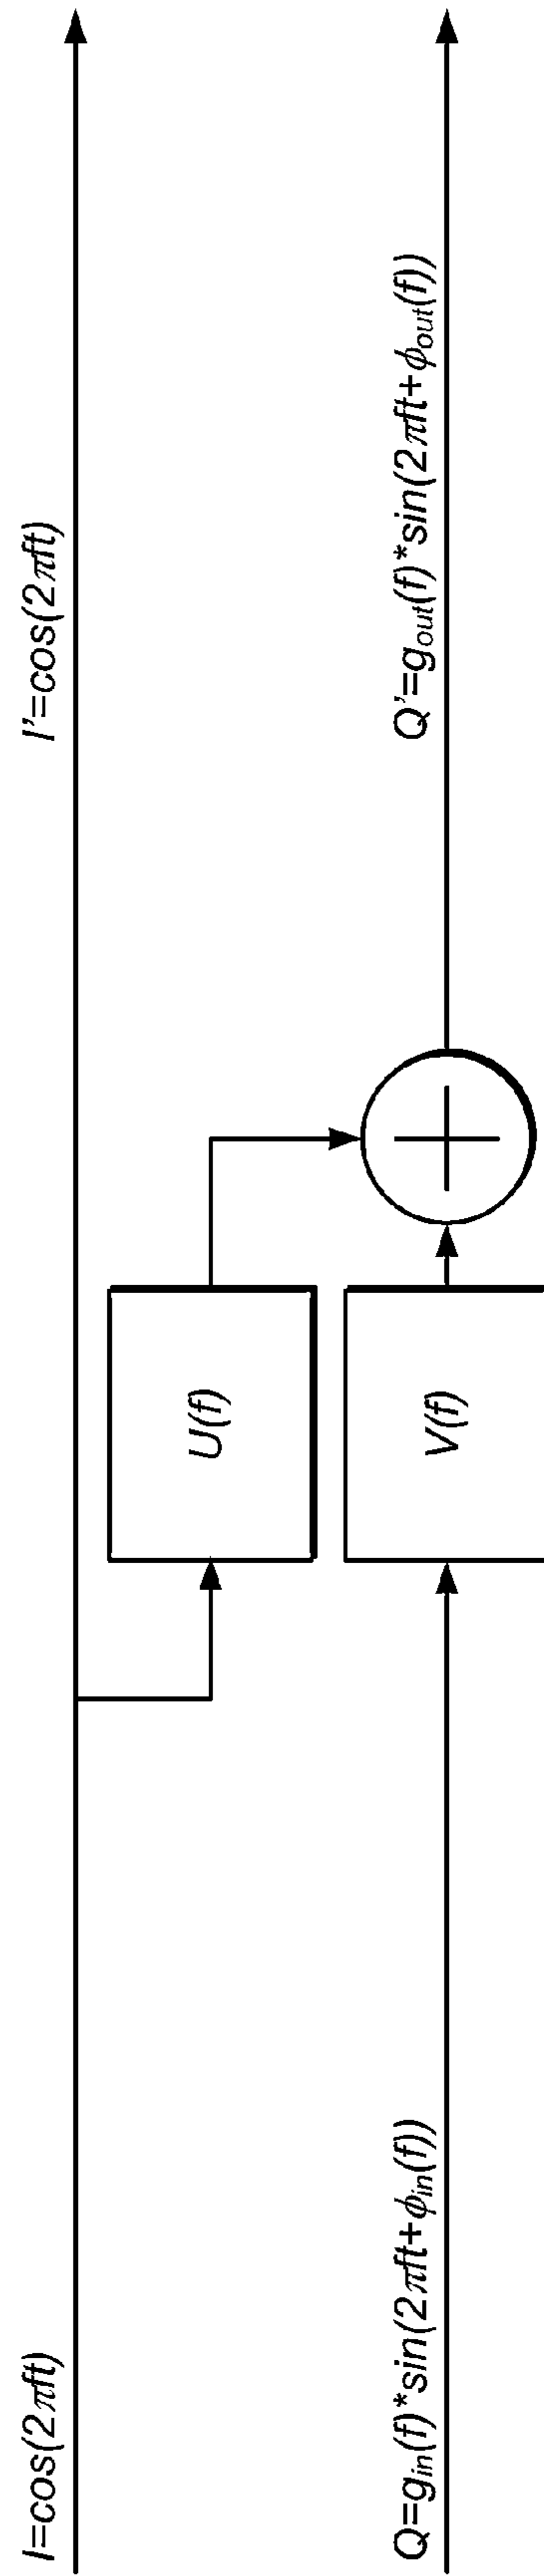 I=cos(2πft)
I'=cos(2πft)
U(f)
V(f)
Q=g_in(f)*sin(2πft+ϕ_in(f))
Q'=g_out(f)*sin(2πft+ϕ_out(f))